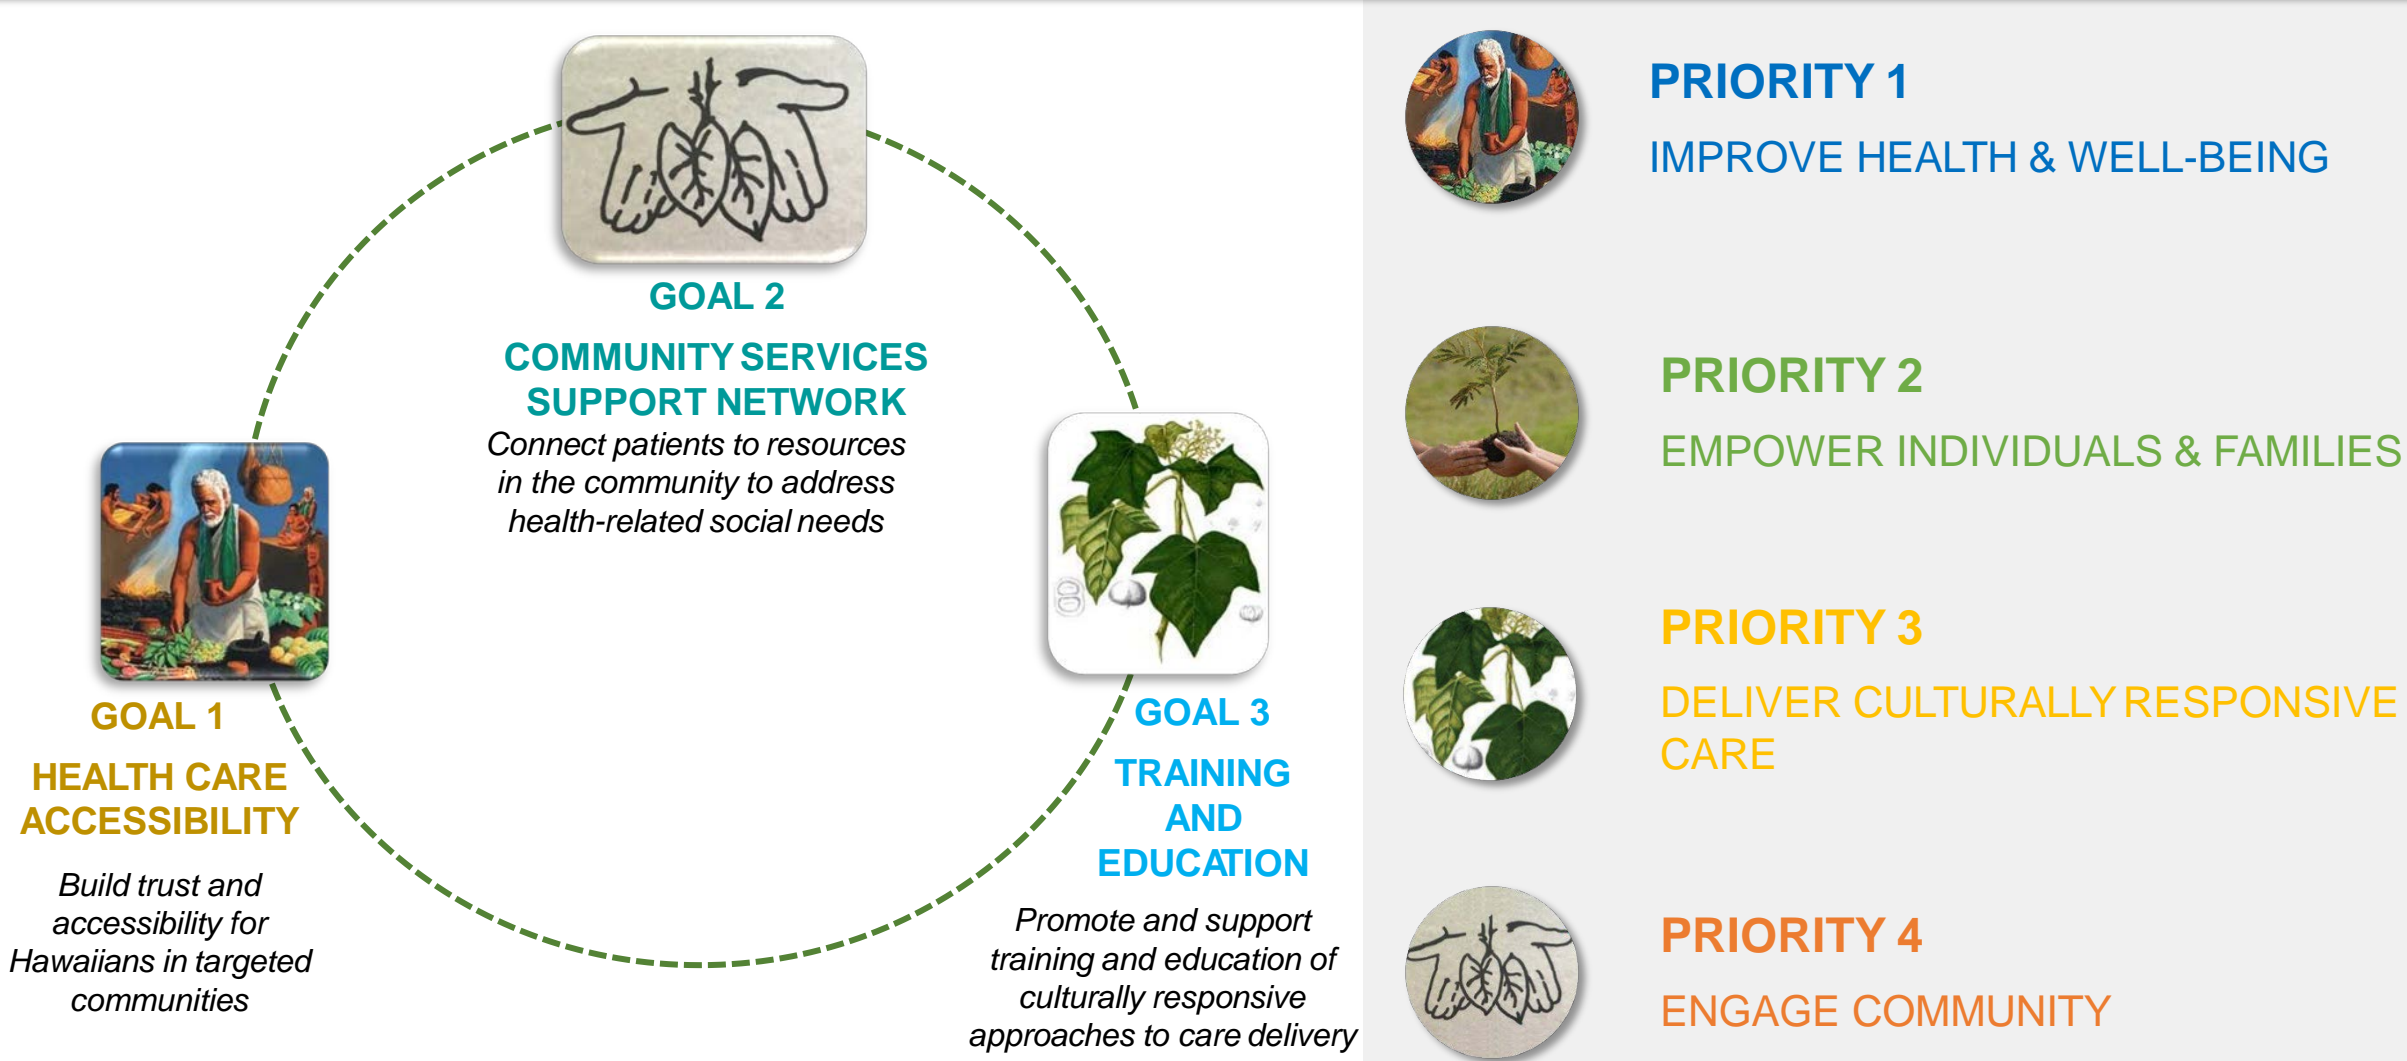 GOAL 1
HEALTH CARE
ACCESSIBILITY
Build trust and
accessibility for
Hawaiians in targeted
communities
GOAL 2
COMMUNITY SERVICES
SUPPORT NETWORK
Connect patients to resources
in the community to address
health-related social needs
GOAL 3
TRAINING
AND
EDUCATION
Promote and support
training and education of
culturally responsive
approaches to care delivery
PRIORITY 1
IMPROVE HEALTH & WELL-BEING
PRIORITY 2
EMPOWER INDIVIDUALS & FAMILIES
PRIORITY 3
DELIVER CULTURALLY RESPONSIVE
CARE
PRIORITY 4
ENGAGE COMMUNITY